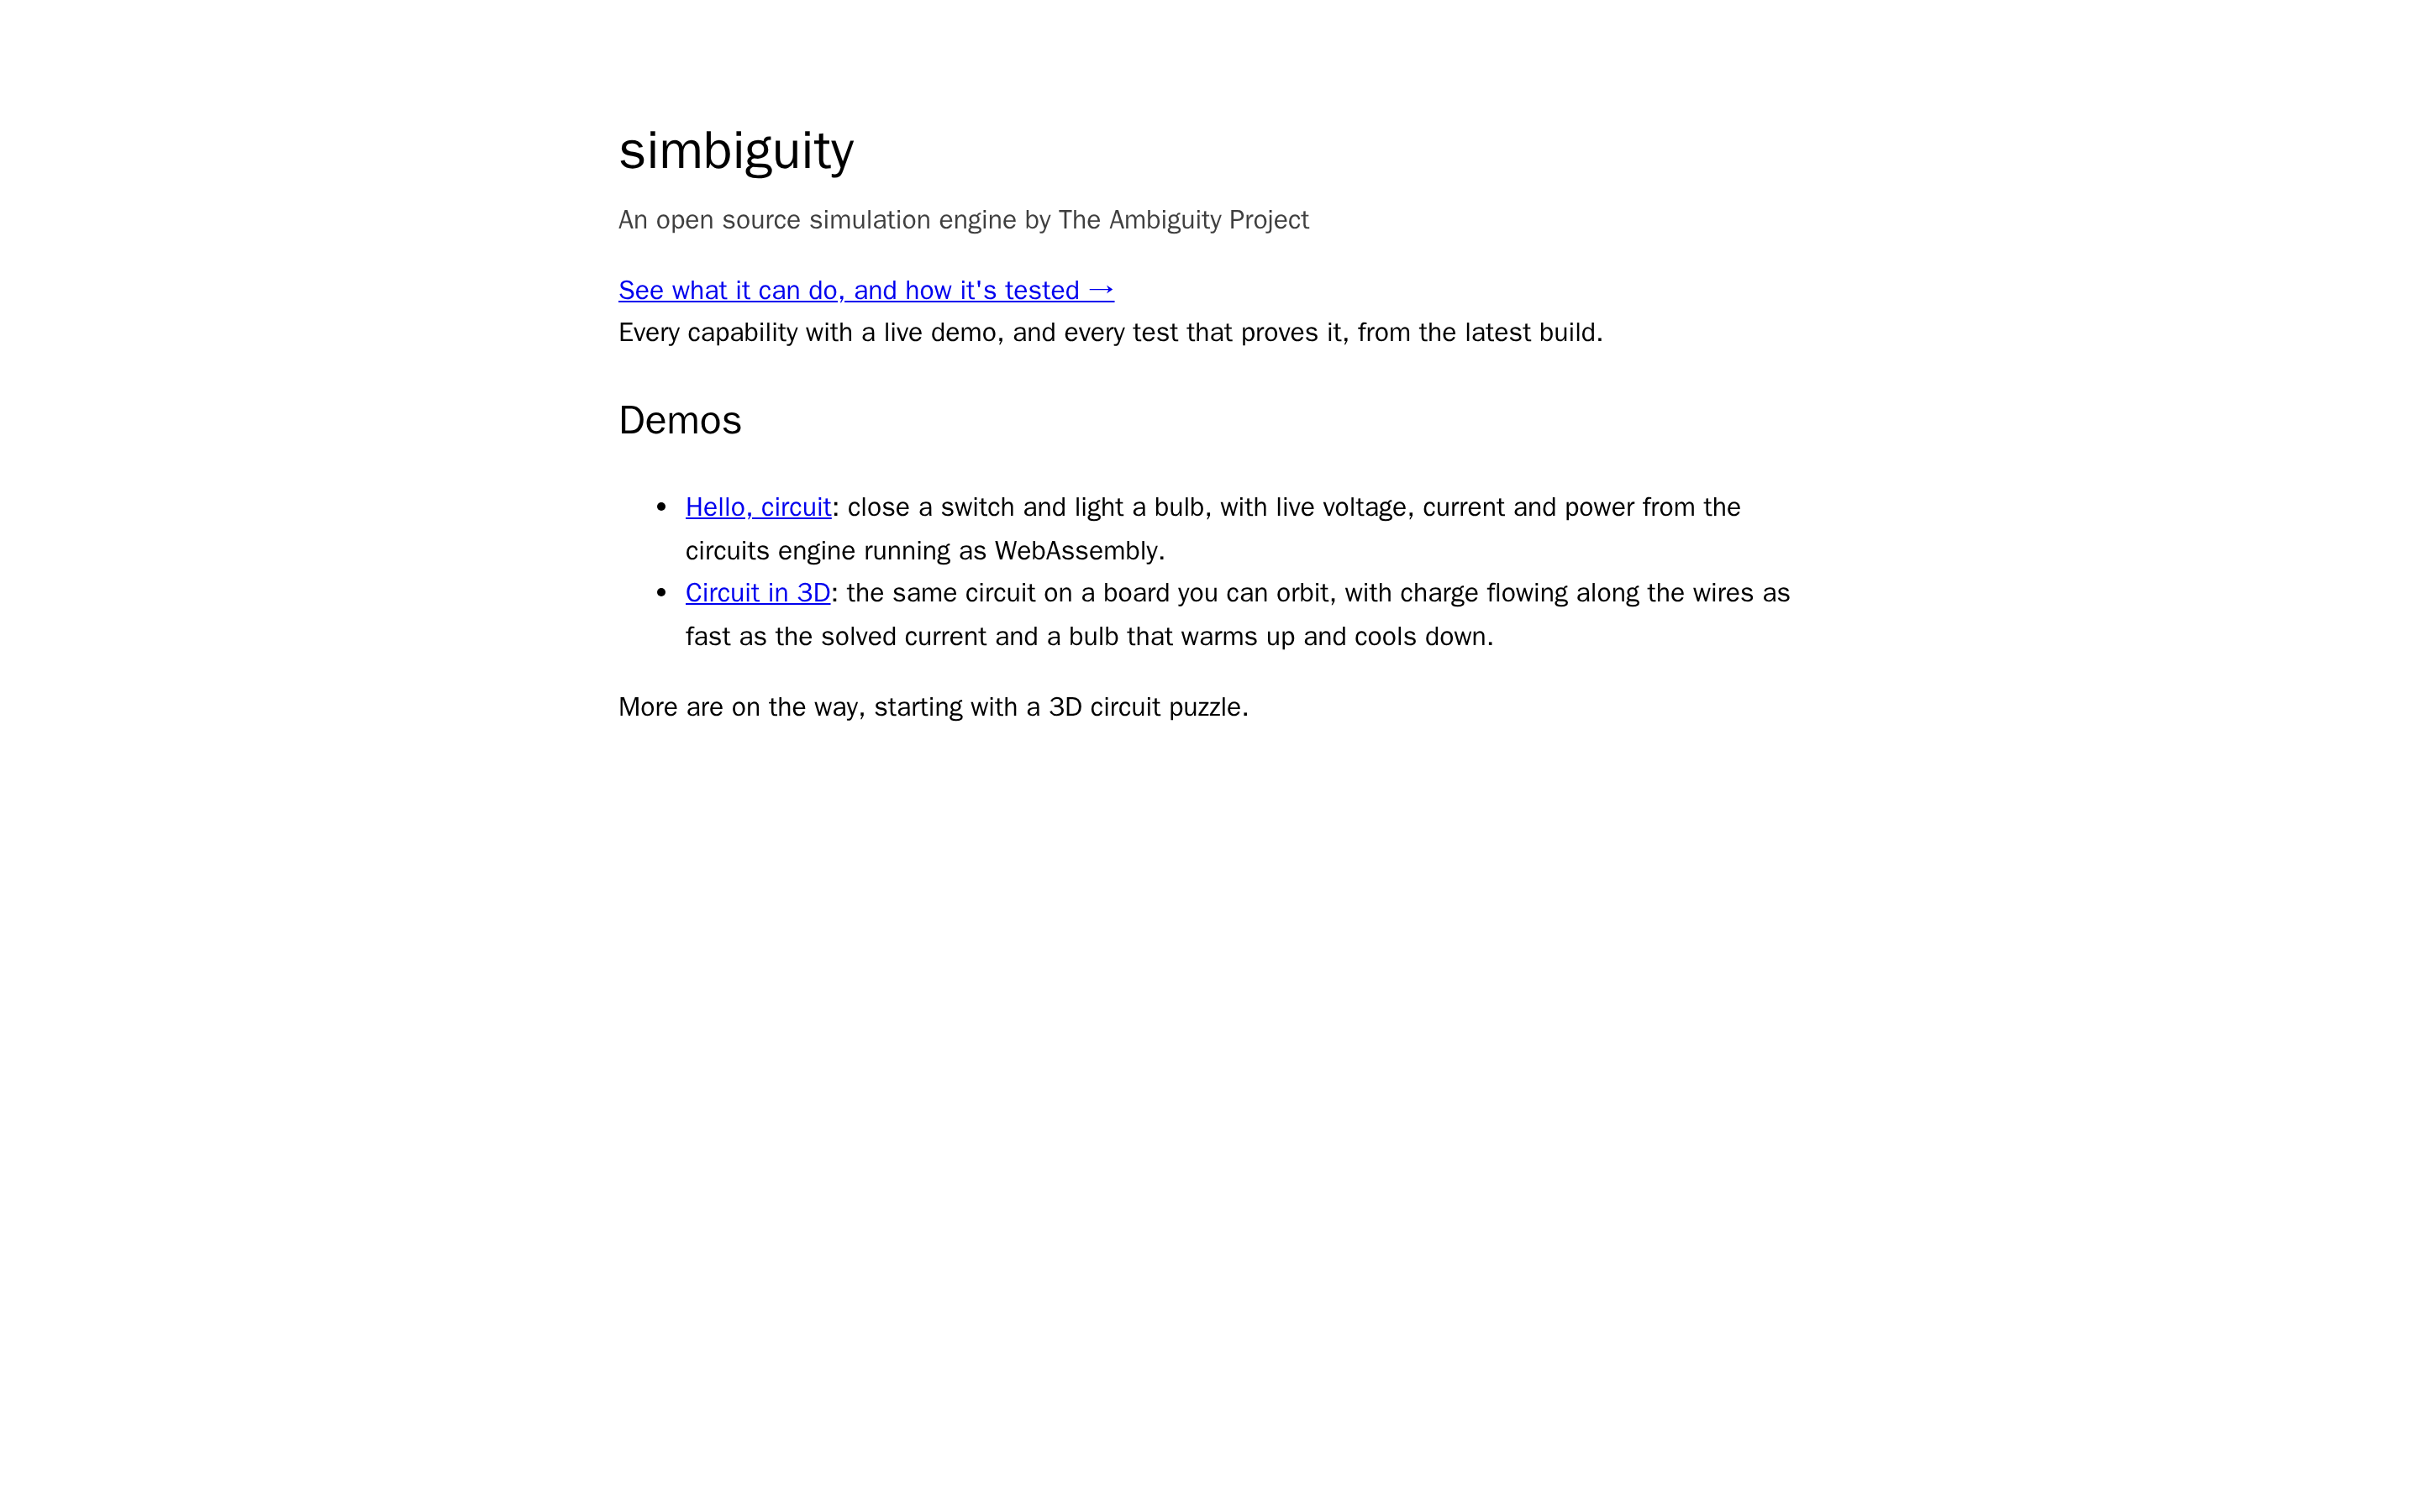 simbiguity
An open source simulation engine by The Ambiguity Project
See what it can do, and how it's tested →
Every capability with a live demo, and every test that proves it, from the latest build.
Demos
• Hello, circuit: close a switch and light a bulb, with live voltage, current and power from the
circuits engine running as WebAssembly.
• Circuit in 3D: the same circuit on a board you can orbit, with charge flowing along the wires as
fast as the solved current and a bulb that warms up and cools down.
More are on the way, starting with a 3D circuit puzzle.